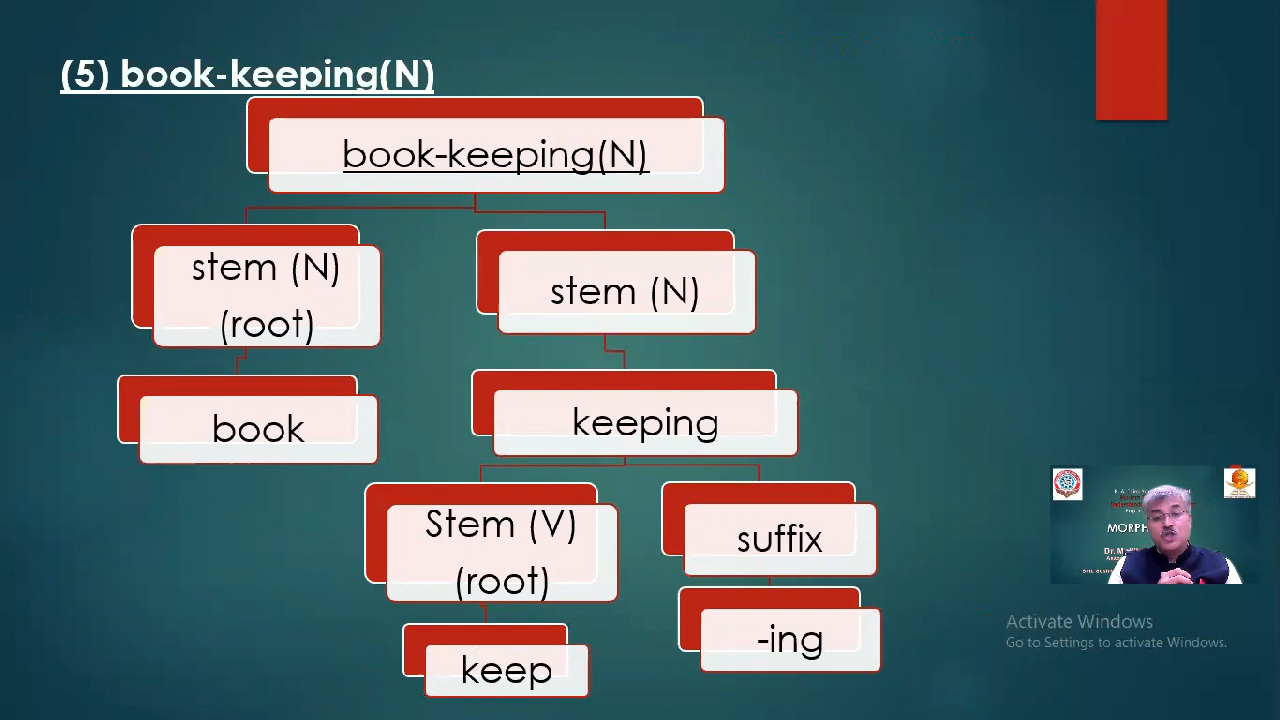 (5) book-keeping(N)
book-keeping(N)
stem (N)
(root)
stem (N)
book
keeping
Stem (V)
(root)
suffix
keep
-ing
MORPH
Dr. M.
Activate Windows
Go to Settings to activate Windows.